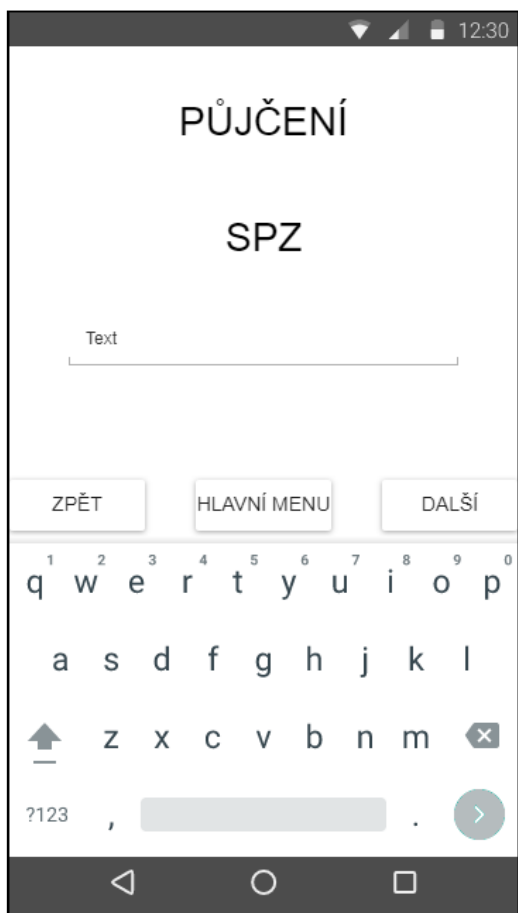 12:30
PŮJČENÍ
SPZ
Text
ZPĚT HLAVNÍ MENU DALŠÍ
1 2 3 4 5 6 7 8 9 0
q w e r t y u i o p
a s d f g h j k l
z x c v b n m
?123 , .